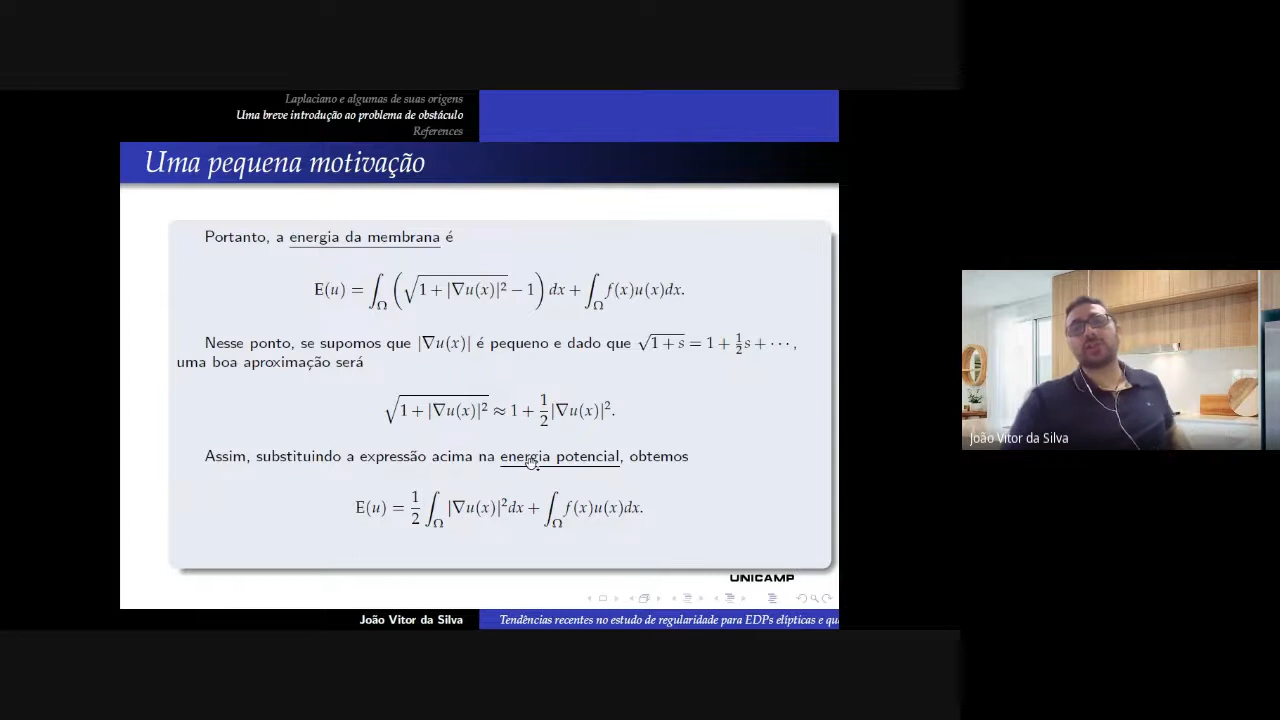 Laplaciano e algumas de suas origens
Uma breve introdução ao problema de obstáculo
References
Uma pequena motivação
Portanto, a energia da membrana é
E(u) = ∫_Ω (√(1 + |∇u(x)|²) − 1) dx + ∫_Ω f(x)u(x)dx.
Nesse ponto, se supomos que |∇u(x)| é pequeno e dado que √(1 + s) = 1 + ½s + ⋯,
uma boa aproximação será
√(1 + |∇u(x)|²) ≈ 1 + ½|∇u(x)|².
Assim, substituindo a expressão acima na energia potencial, obtemos
E(u) = ½ ∫_Ω |∇u(x)|²dx + ∫_Ω f(x)u(x)dx.
UNICAMP
João Vitor da Silva
Tendências recentes no estudo de regularidade para EDPs elípticas e qu
João Vitor da Silva